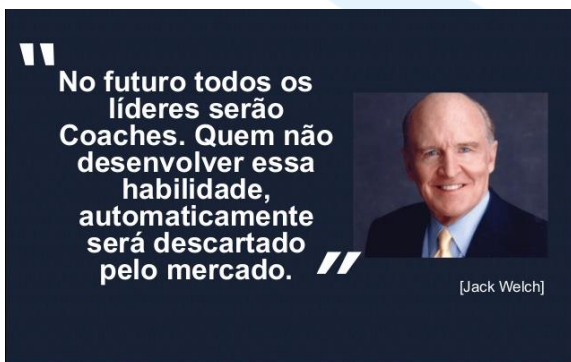 "
No futuro todos os
líderes serão
Coaches. Quem não
desenvolver essa
habilidade,
automaticamente
será descartado
pelo mercado. "
[Jack Welch]